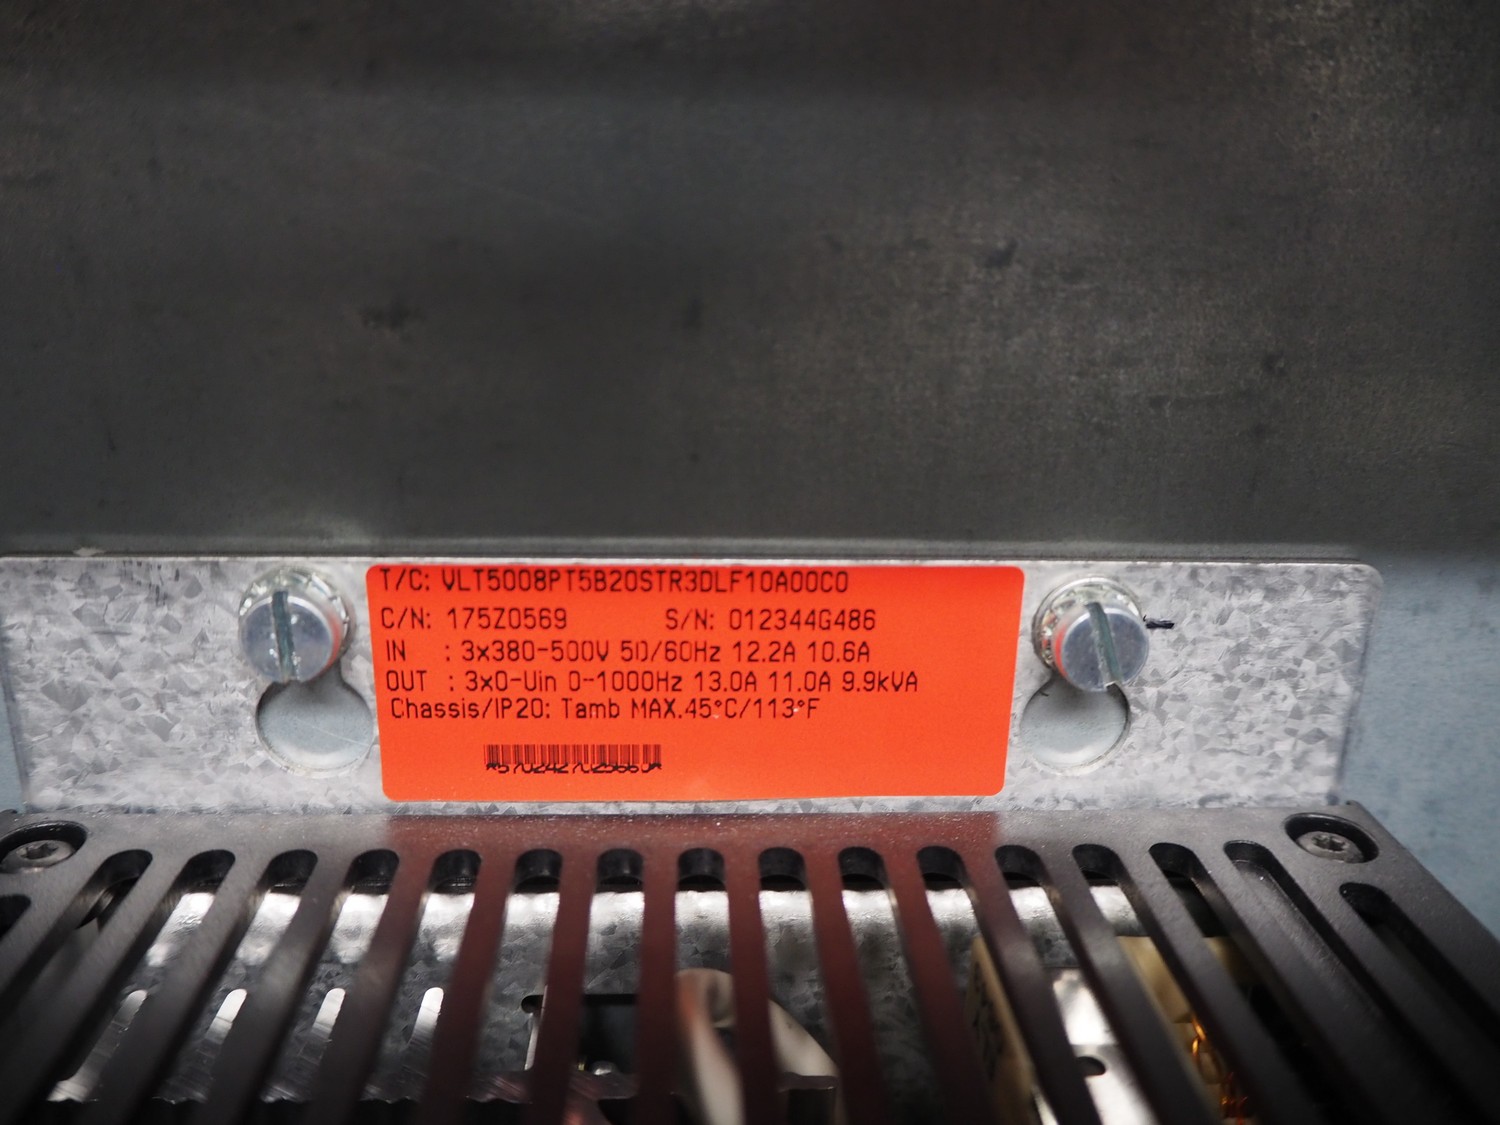 T/C: VLT5008PT5B20STR3DLF10A00C0
C/N: 175Z0569 S/N: 012344G486
IN : 3x380-500V 50/60Hz 12.2A 10.6A
OUT : 3x0-Uin 0-1000Hz 13.0A 11.0A 9.9kVA
Chassis/IP20: Tamb MAX.45°C/113°F